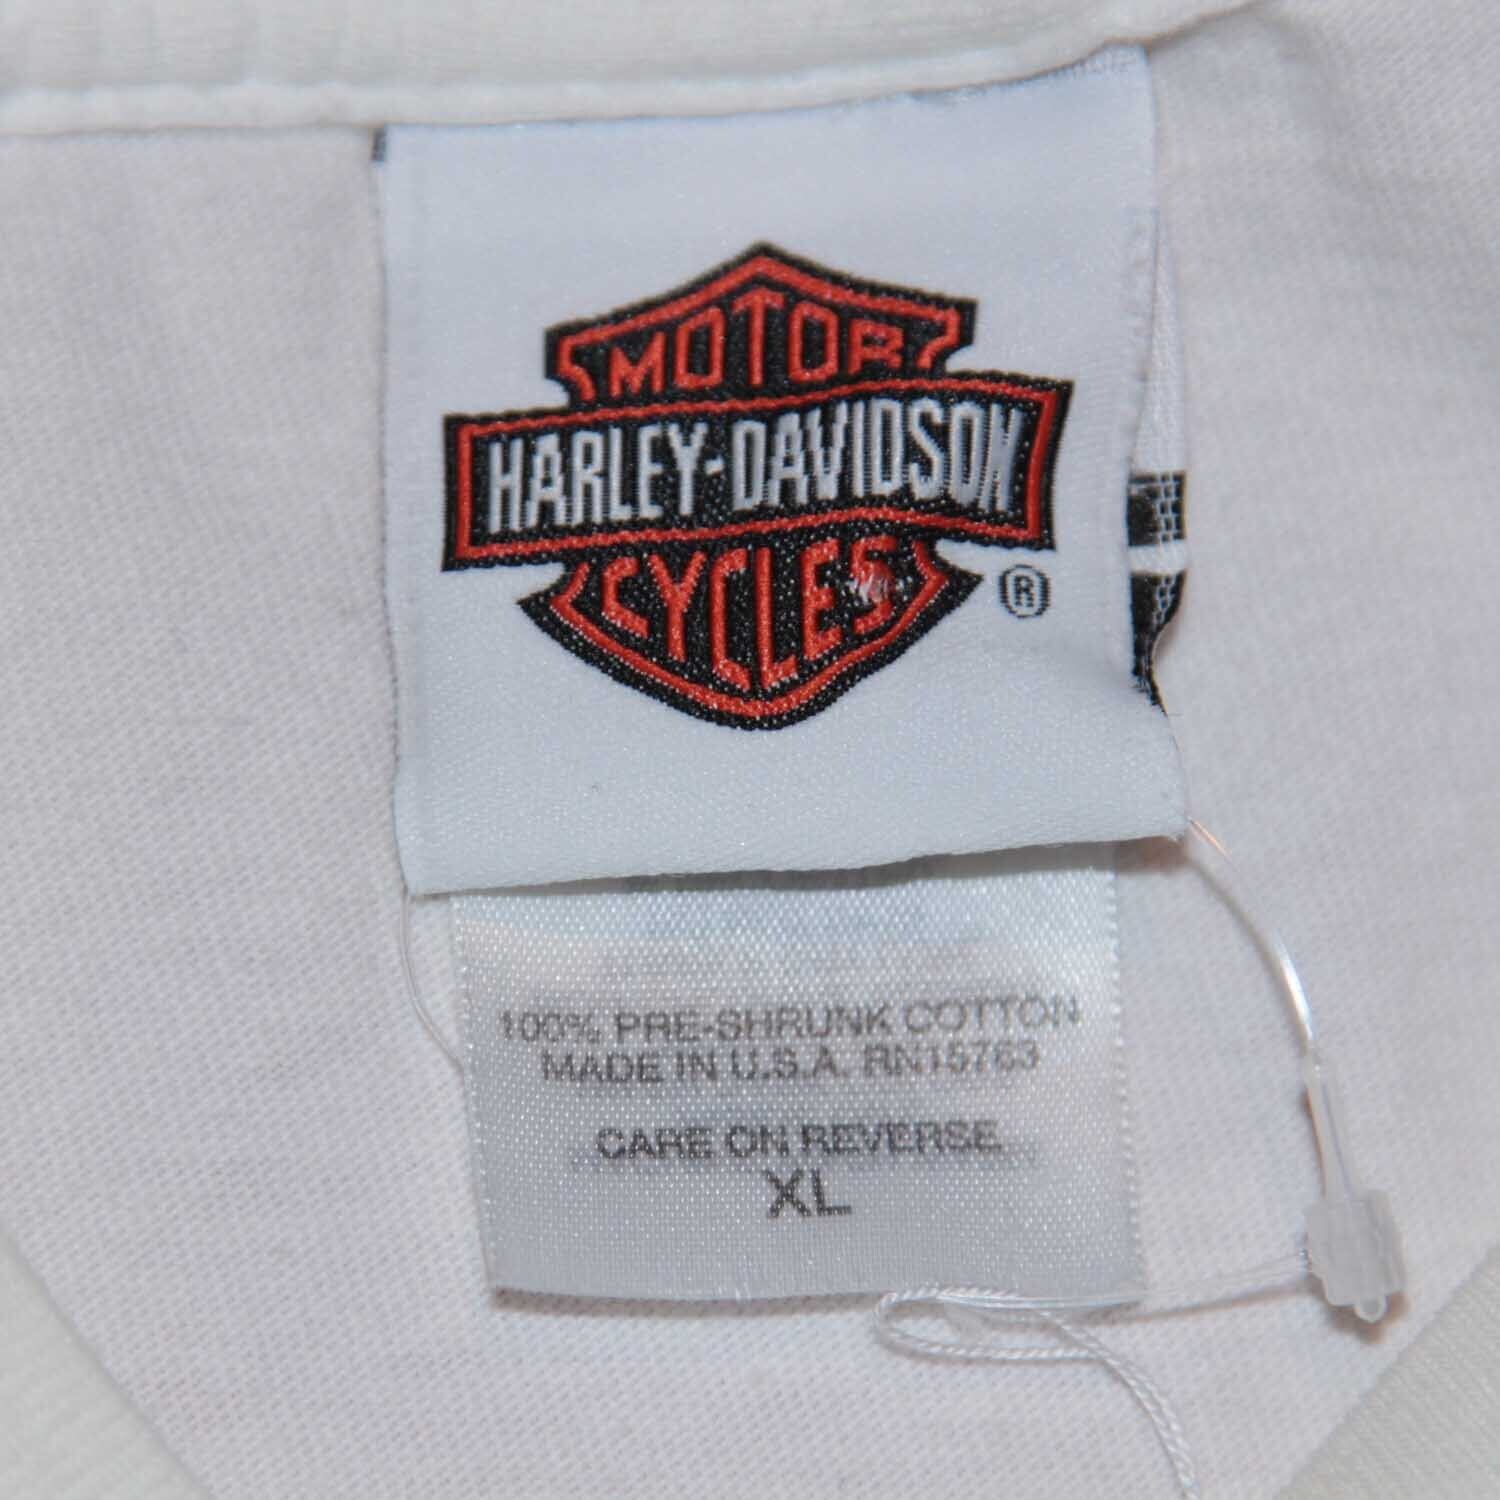 MOTOR
HARLEY-DAVIDSON
CYCLES
®
100% PRE-SHRUNK COTTON
MADE IN U.S.A. RN15763
CARE ON REVERSE
XL